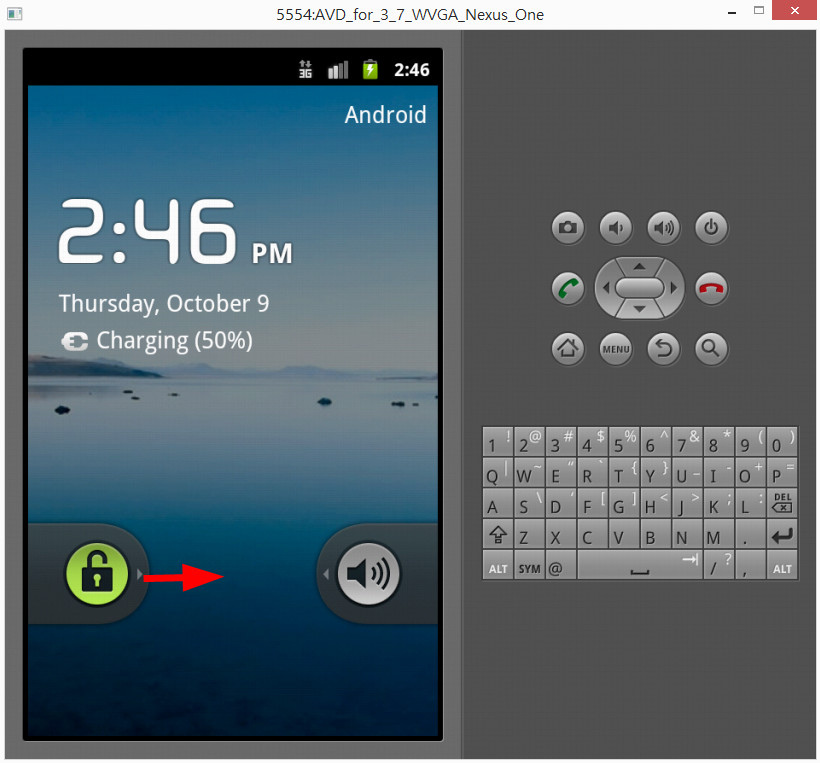 5554:AVD_for_3_7_WVGA_Nexus_One
3G 2:46
Android
2:46 PM
Thursday, October 9
Charging (50%)
MENU
1 ! 2 @ 3 # 4 $ 5 % 6 ^ 7 & 8 * 9 ( 0 )
Q | W ~ E " R ` T { Y } U _ I - O + P =
A S \ D ' F [ G ] H < J > K ; L : DEL
Z X C V B N M .
ALT SYM @ / ? , ALT